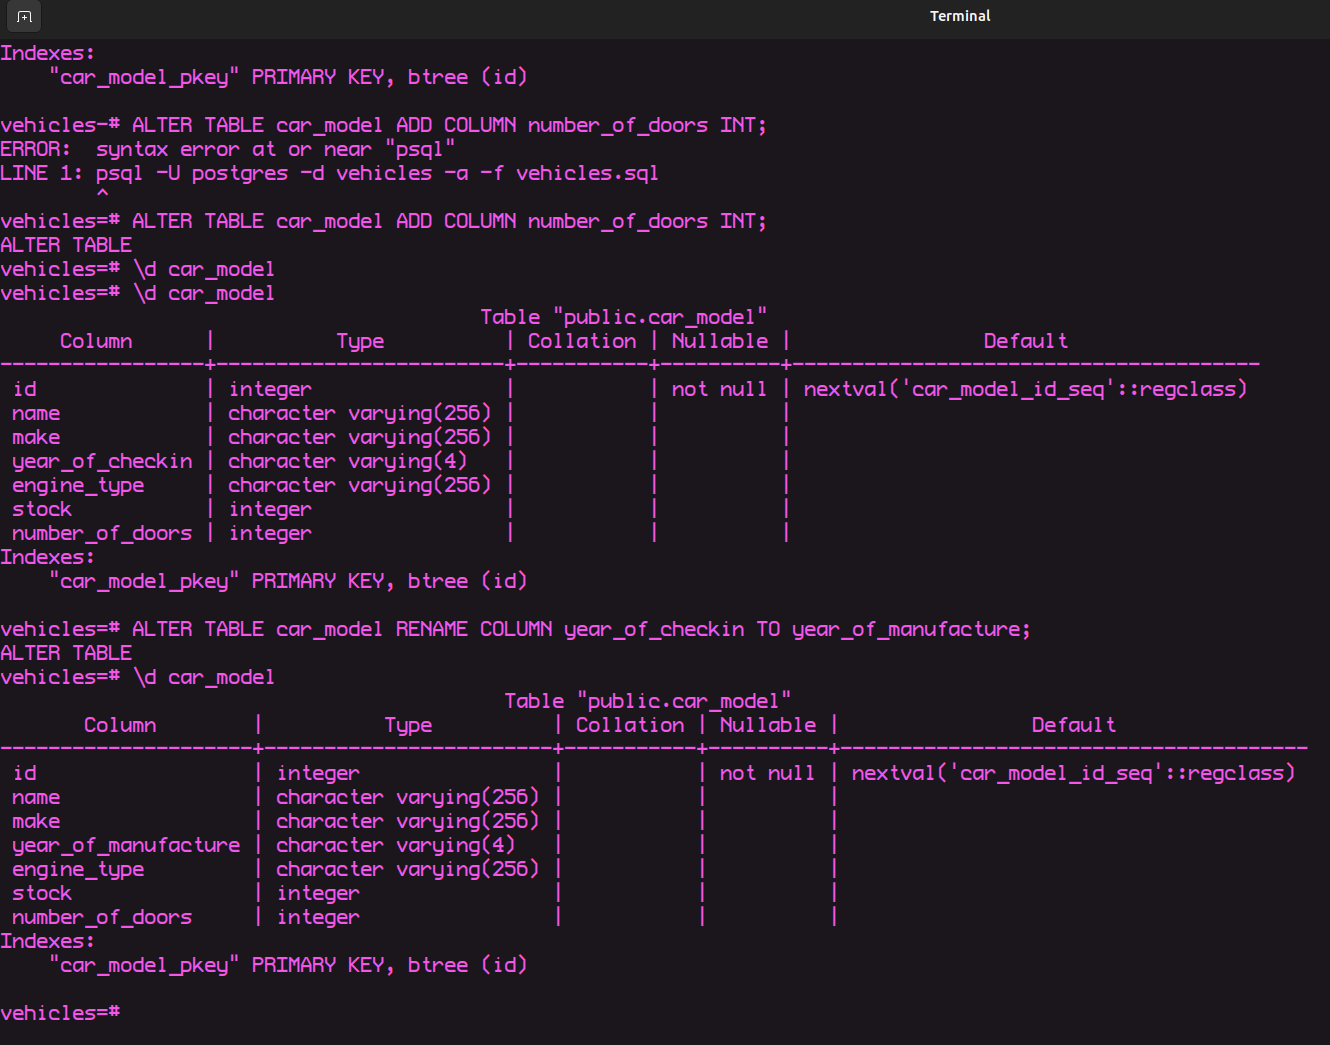 Terminal
Indexes:
    "car_model_pkey" PRIMARY KEY, btree (id)
vehicles-# ALTER TABLE car_model ADD COLUMN number_of_doors INT;
ERROR:  syntax error at or near "psql"
LINE 1: psql -U postgres -d vehicles -a -f vehicles.sql
        ^
vehicles=# ALTER TABLE car_model ADD COLUMN number_of_doors INT;
ALTER TABLE
vehicles=# \d car_model
vehicles=# \d car_model
                                        Table "public.car_model"
     Column      |          Type          | Collation | Nullable |                Default
-----------------+------------------------+-----------+----------+---------------------------------------
 id              | integer                |           | not null | nextval('car_model_id_seq'::regclass)
 name            | character varying(256) |           |          |
 make            | character varying(256) |           |          |
 year_of_checkin | character varying(4)   |           |          |
 engine_type     | character varying(256) |           |          |
 stock           | integer                |           |          |
 number_of_doors | integer                |           |          |
Indexes:
    "car_model_pkey" PRIMARY KEY, btree (id)
vehicles=# ALTER TABLE car_model RENAME COLUMN year_of_checkin TO year_of_manufacture;
ALTER TABLE
vehicles=# \d car_model
                                          Table "public.car_model"
       Column        |          Type          | Collation | Nullable |                Default
---------------------+------------------------+-----------+----------+---------------------------------------
 id                  | integer                |           | not null | nextval('car_model_id_seq'::regclass)
 name                | character varying(256) |           |          |
 make                | character varying(256) |           |          |
 year_of_manufacture | character varying(4)   |           |          |
 engine_type         | character varying(256) |           |          |
 stock               | integer                |           |          |
 number_of_doors     | integer                |           |          |
Indexes:
    "car_model_pkey" PRIMARY KEY, btree (id)
vehicles=#